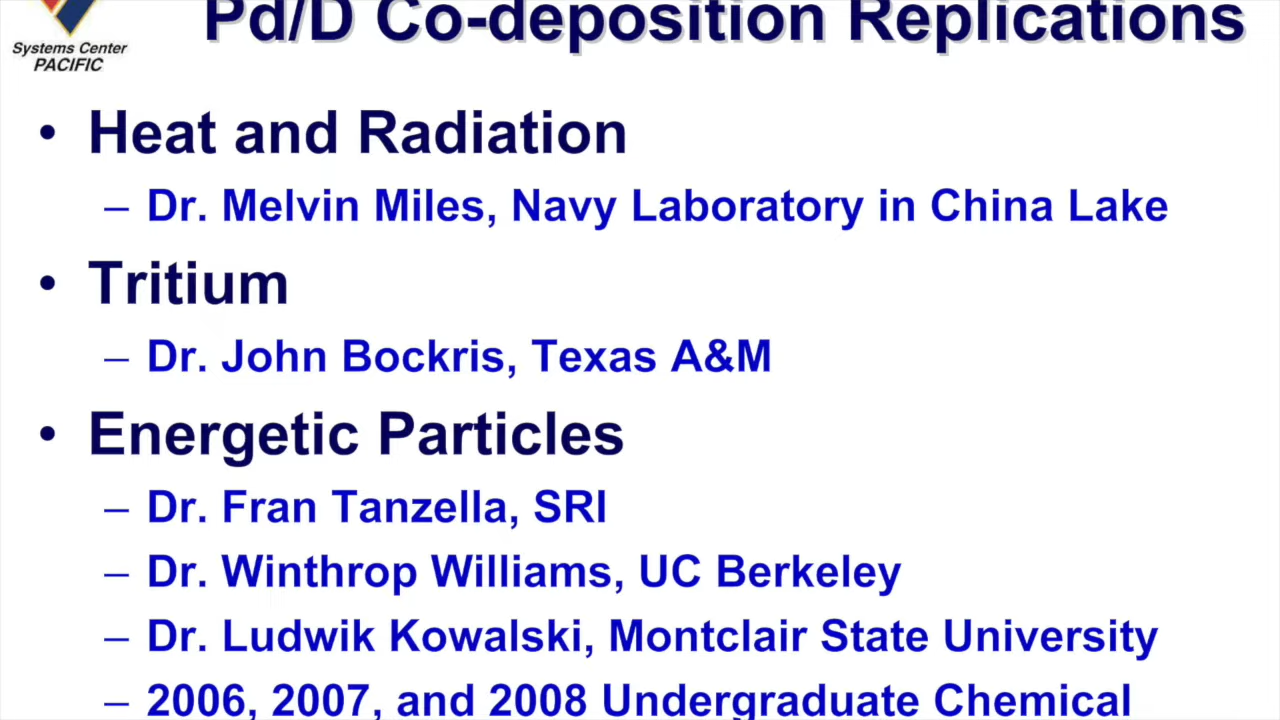 Systems Center
PACIFIC
Pd/D Co-deposition Replications
• Heat and Radiation
– Dr. Melvin Miles, Navy Laboratory in China Lake
• Tritium
– Dr. John Bockris, Texas A&M
• Energetic Particles
– Dr. Fran Tanzella, SRI
– Dr. Winthrop Williams, UC Berkeley
– Dr. Ludwik Kowalski, Montclair State University
– 2006, 2007, and 2008 Undergraduate Chemical